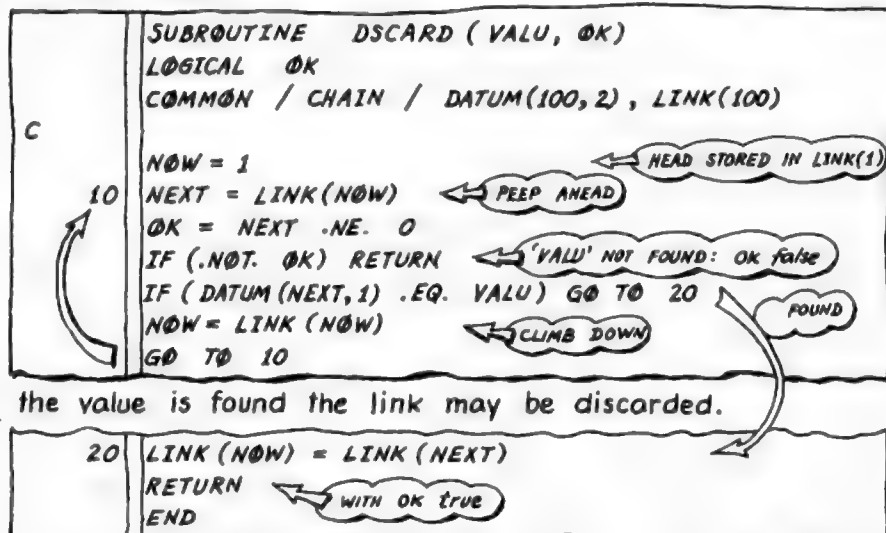 SUBRØUTINE DSCARD ( VALU, ØK)
LØGICAL ØK
CØMMØN / CHAIN / DATUM(100, 2) , LINK(100)
C
NØW = 1 HEAD STORED IN LINK(1)
10 NEXT = LINK(NØW) PEEP AHEAD
ØK = NEXT .NE. 0
IF (.NØT. ØK) RETURN 'VALU' NOT FOUND: OK false
IF ( DATUM (NEXT, 1) .EQ. VALU) GØ TØ 20 FOUND
NØW = LINK (NØW) CLIMB DOWN
GØ TØ 10
the value is found the link may be discarded.
20 LINK (NØW) = LINK (NEXT)
RETURN WITH OK true
END